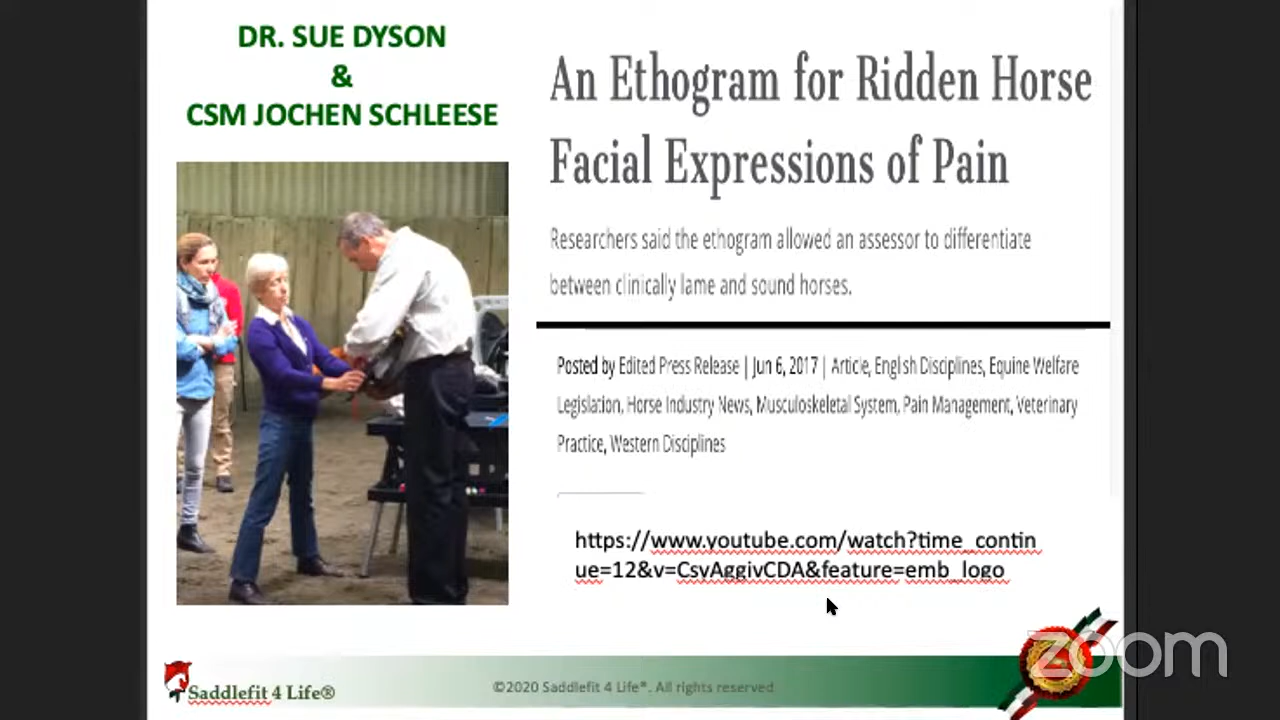 DR. SUE DYSON
&
CSM JOCHEN SCHLEESE
An Ethogram for Ridden Horse
Facial Expressions of Pain
Researchers said the ethogram allowed an assessor to differentiate
between clinically lame and sound horses.
Posted by Edited Press Release | Jun 6, 2017 | Article, English Disciplines, Equine Welfare
Legislation, Horse Industry News, Musculoskeletal System, Pain Management, Veterinary
Practice, Western Disciplines
https://www.youtube.com/watch?time_contin
ue=12&v=CsyAggivCDA&feature=emb_logo
Saddlefit 4 Life®
©2020 Saddlefit 4 Life®. All rights reserved
zoom